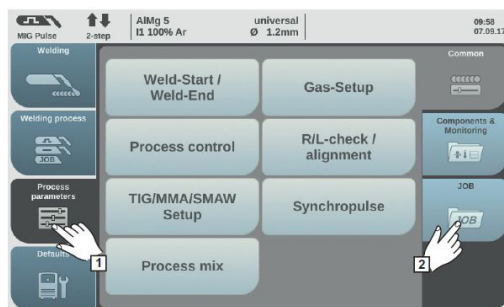 MIG Pulse
2-step
AlMg 5
I1 100% Ar
universal
Ø 1.2mm
09:58
07.09.17
Welding
Welding process
JOB
Process
parameters
Defaults
1
Weld-Start /
Weld-End
Gas-Setup
Process control
R/L-check /
alignment
TIG/MMA/SMAW
Setup
Synchropulse
Process mix
Common
Components &
Monitoring
JOB
JOB
2